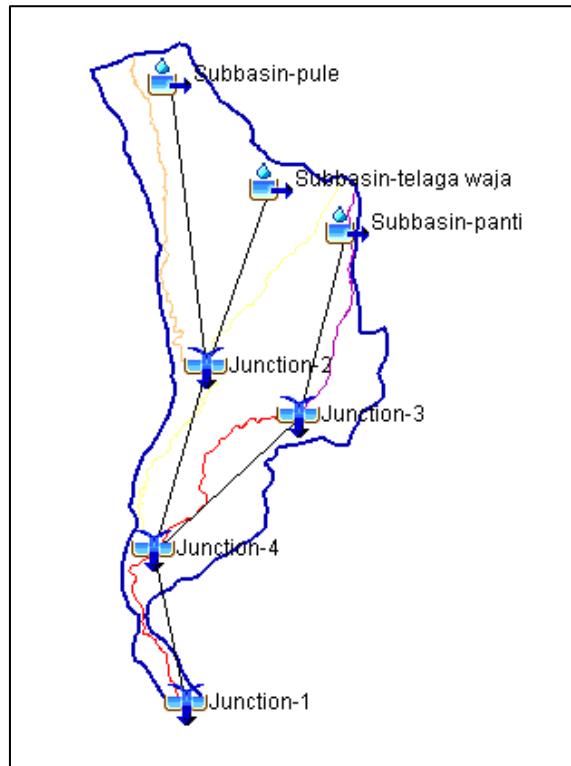 Subbasin-pule
Subbasin-telaga waja
Subbasin-panti
Junction-2
Junction-3
Junction-4
Junction-1